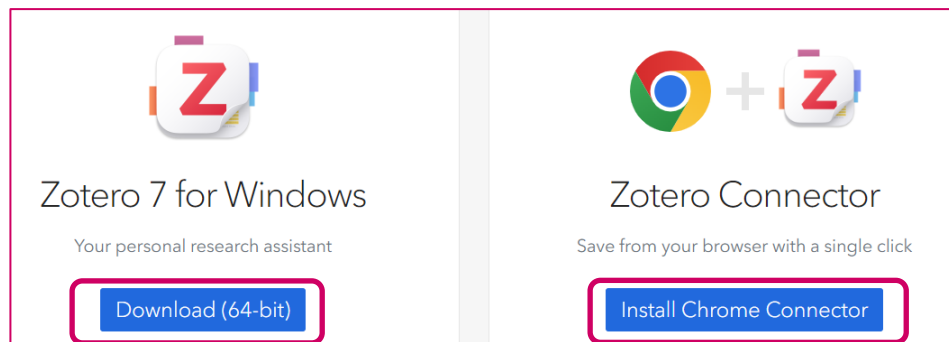 Z
Zotero 7 for Windows
Your personal research assistant
Download (64-bit)
Z
Zotero Connector
Save from your browser with a single click
Install Chrome Connector